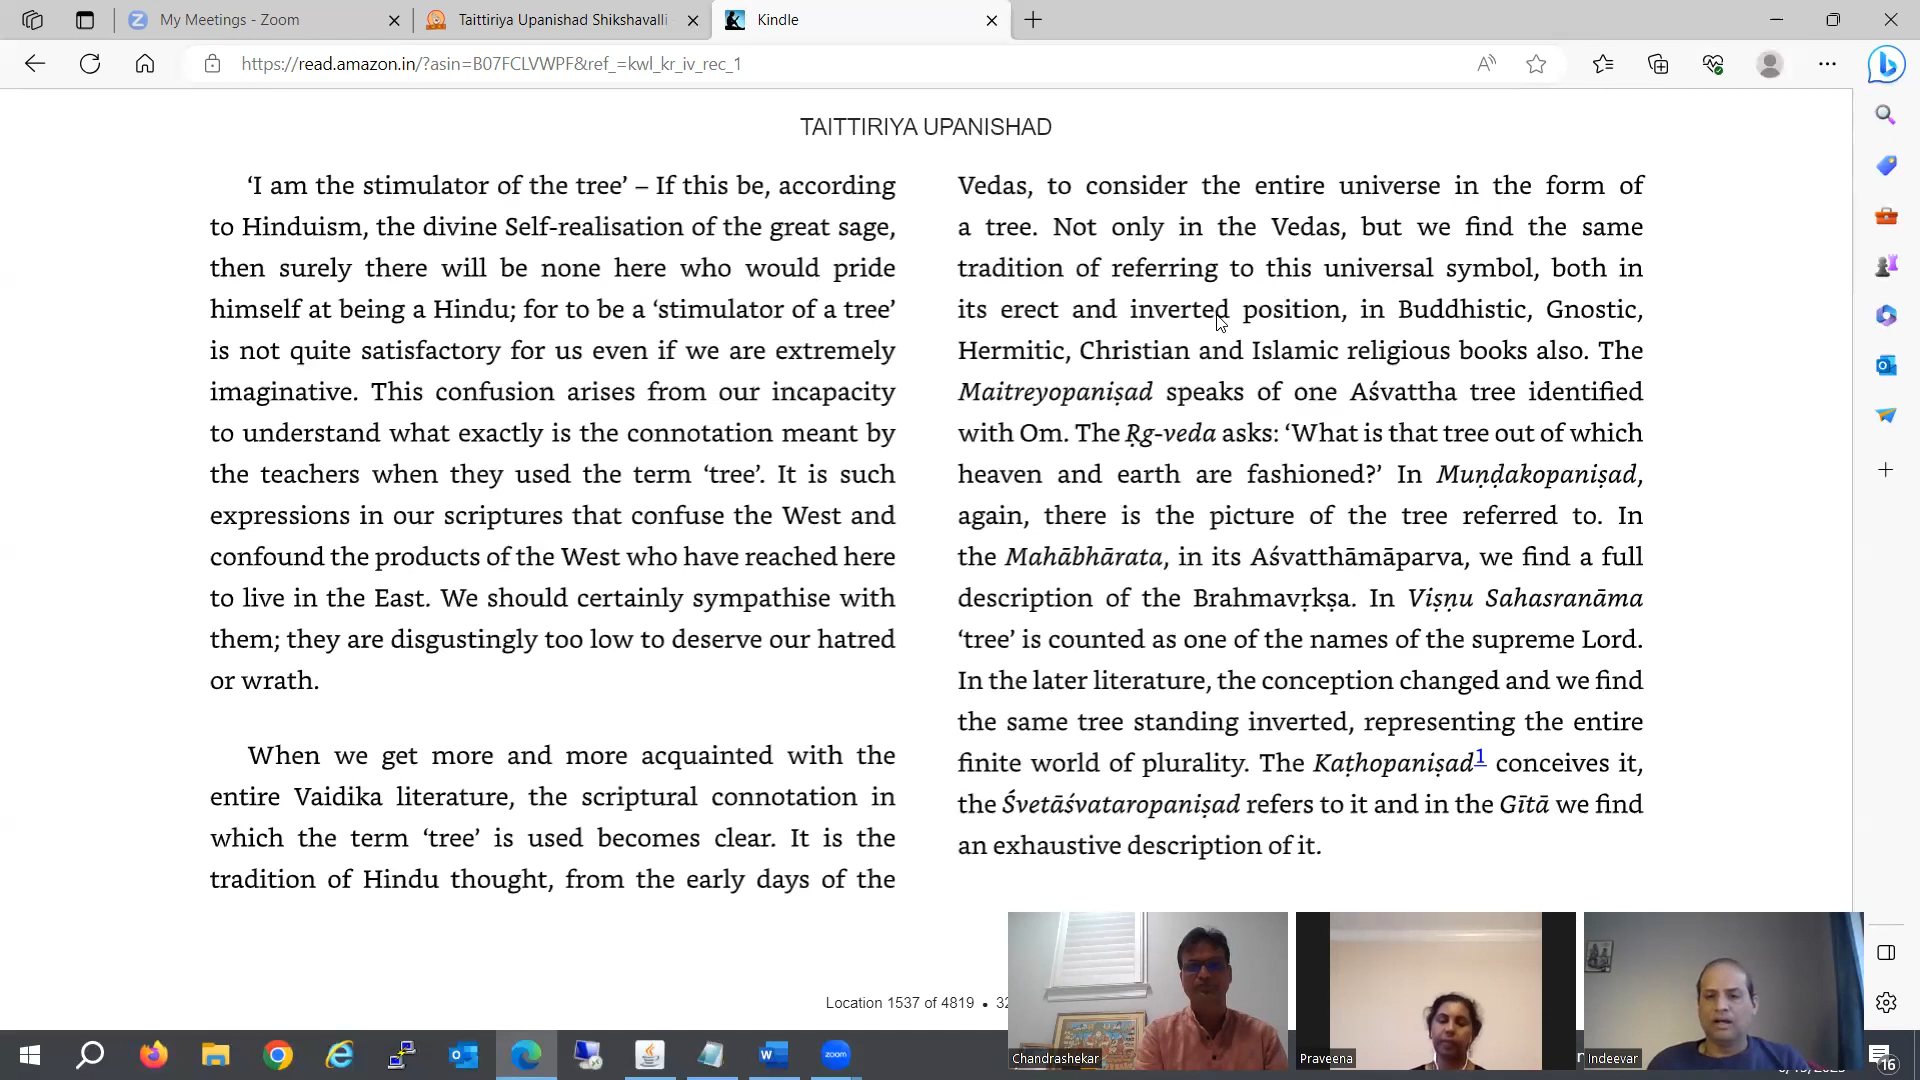 My Meetings - Zoom
Taittiriya Upanishad Shikshavalli
Kindle
https://read.amazon.in/?asin=B07FCLVWPF&ref_=kwl_kr_iv_rec_1
TAITTIRIYA UPANISHAD
‘I am the stimulator of the tree’ – If this be, according
to Hinduism, the divine Self-realisation of the great sage,
then surely there will be none here who would pride
himself at being a Hindu; for to be a ‘stimulator of a tree’
is not quite satisfactory for us even if we are extremely
imaginative. This confusion arises from our incapacity
to understand what exactly is the connotation meant by
the teachers when they used the term ‘tree’. It is such
expressions in our scriptures that confuse the West and
confound the products of the West who have reached here
to live in the East. We should certainly sympathise with
them; they are disgustingly too low to deserve our hatred
or wrath.
When we get more and more acquainted with the
entire Vaidika literature, the scriptural connotation in
which the term ‘tree’ is used becomes clear. It is the
tradition of Hindu thought, from the early days of the
Vedas, to consider the entire universe in the form of
a tree. Not only in the Vedas, but we find the same
tradition of referring to this universal symbol, both in
its erect and inverted position, in Buddhistic, Gnostic,
Hermitic, Christian and Islamic religious books also. The
Maitreyopaniṣad speaks of one Aśvattha tree identified
with Om. The Ṛg-veda asks: ‘What is that tree out of which
heaven and earth are fashioned?’ In Muṇḍakopaniṣad,
again, there is the picture of the tree referred to. In
the Mahābhārata, in its Aśvatthāmāparva, we find a full
description of the Brahmavṛkṣa. In Viṣṇu Sahasranāma
‘tree’ is counted as one of the names of the supreme Lord.
In the later literature, the conception changed and we find
the same tree standing inverted, representing the entire
finite world of plurality. The Kaṭhopaniṣad1 conceives it,
the Śvetāśvataropaniṣad refers to it and in the Gītā we find
an exhaustive description of it.
Location 1537 of 4819 •
Chandrashekar
Praveena
Indeevar
zoom
16